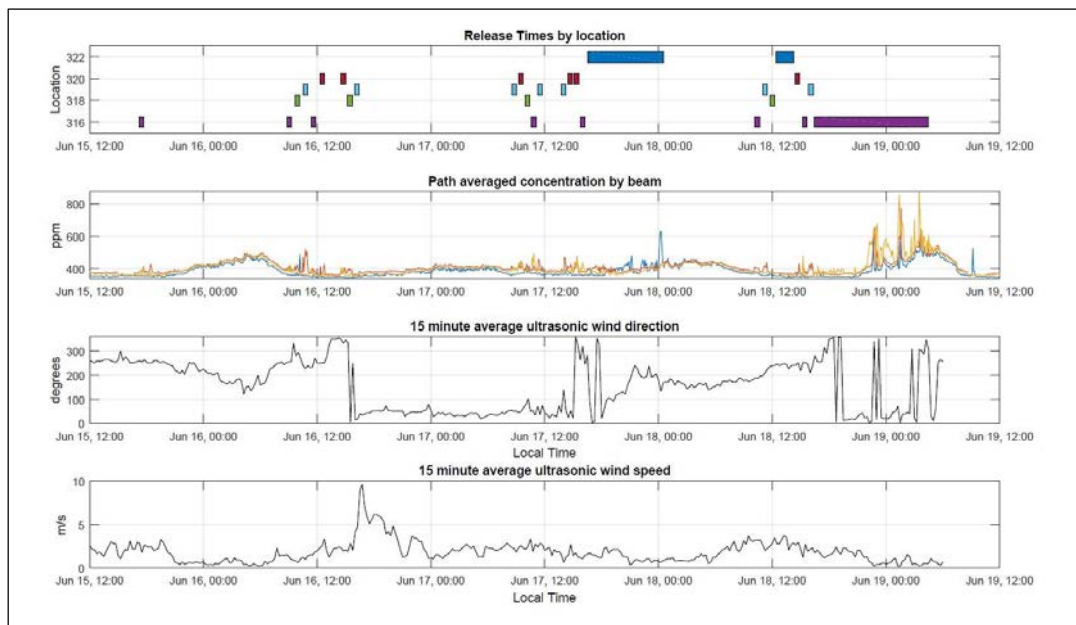 Release Times by location
322
320
318
316
Location
Jun 15, 12:00 Jun 16, 00:00 Jun 16, 12:00 Jun 17, 00:00 Jun 17, 12:00 Jun 18, 00:00 Jun 18, 12:00 Jun 19, 00:00 Jun 19, 12:00
Path averaged concentration by beam
800
600
400
ppm
Jun 15, 12:00 Jun 16, 00:00 Jun 16, 12:00 Jun 17, 00:00 Jun 17, 12:00 Jun 18, 00:00 Jun 18, 12:00 Jun 19, 00:00 Jun 19, 12:00
15 minute average ultrasonic wind direction
300
200
100
0
degrees
Jun 15, 12:00 Jun 16, 00:00 Jun 16, 12:00 Jun 17, 00:00 Jun 17, 12:00 Jun 18, 00:00 Jun 18, 12:00 Jun 19, 00:00 Jun 19, 12:00
Local Time
15 minute average ultrasonic wind speed
10
5
0
m/s
Jun 15, 12:00 Jun 16, 00:00 Jun 16, 12:00 Jun 17, 00:00 Jun 17, 12:00 Jun 18, 00:00 Jun 18, 12:00 Jun 19, 00:00 Jun 19, 12:00
Local Time